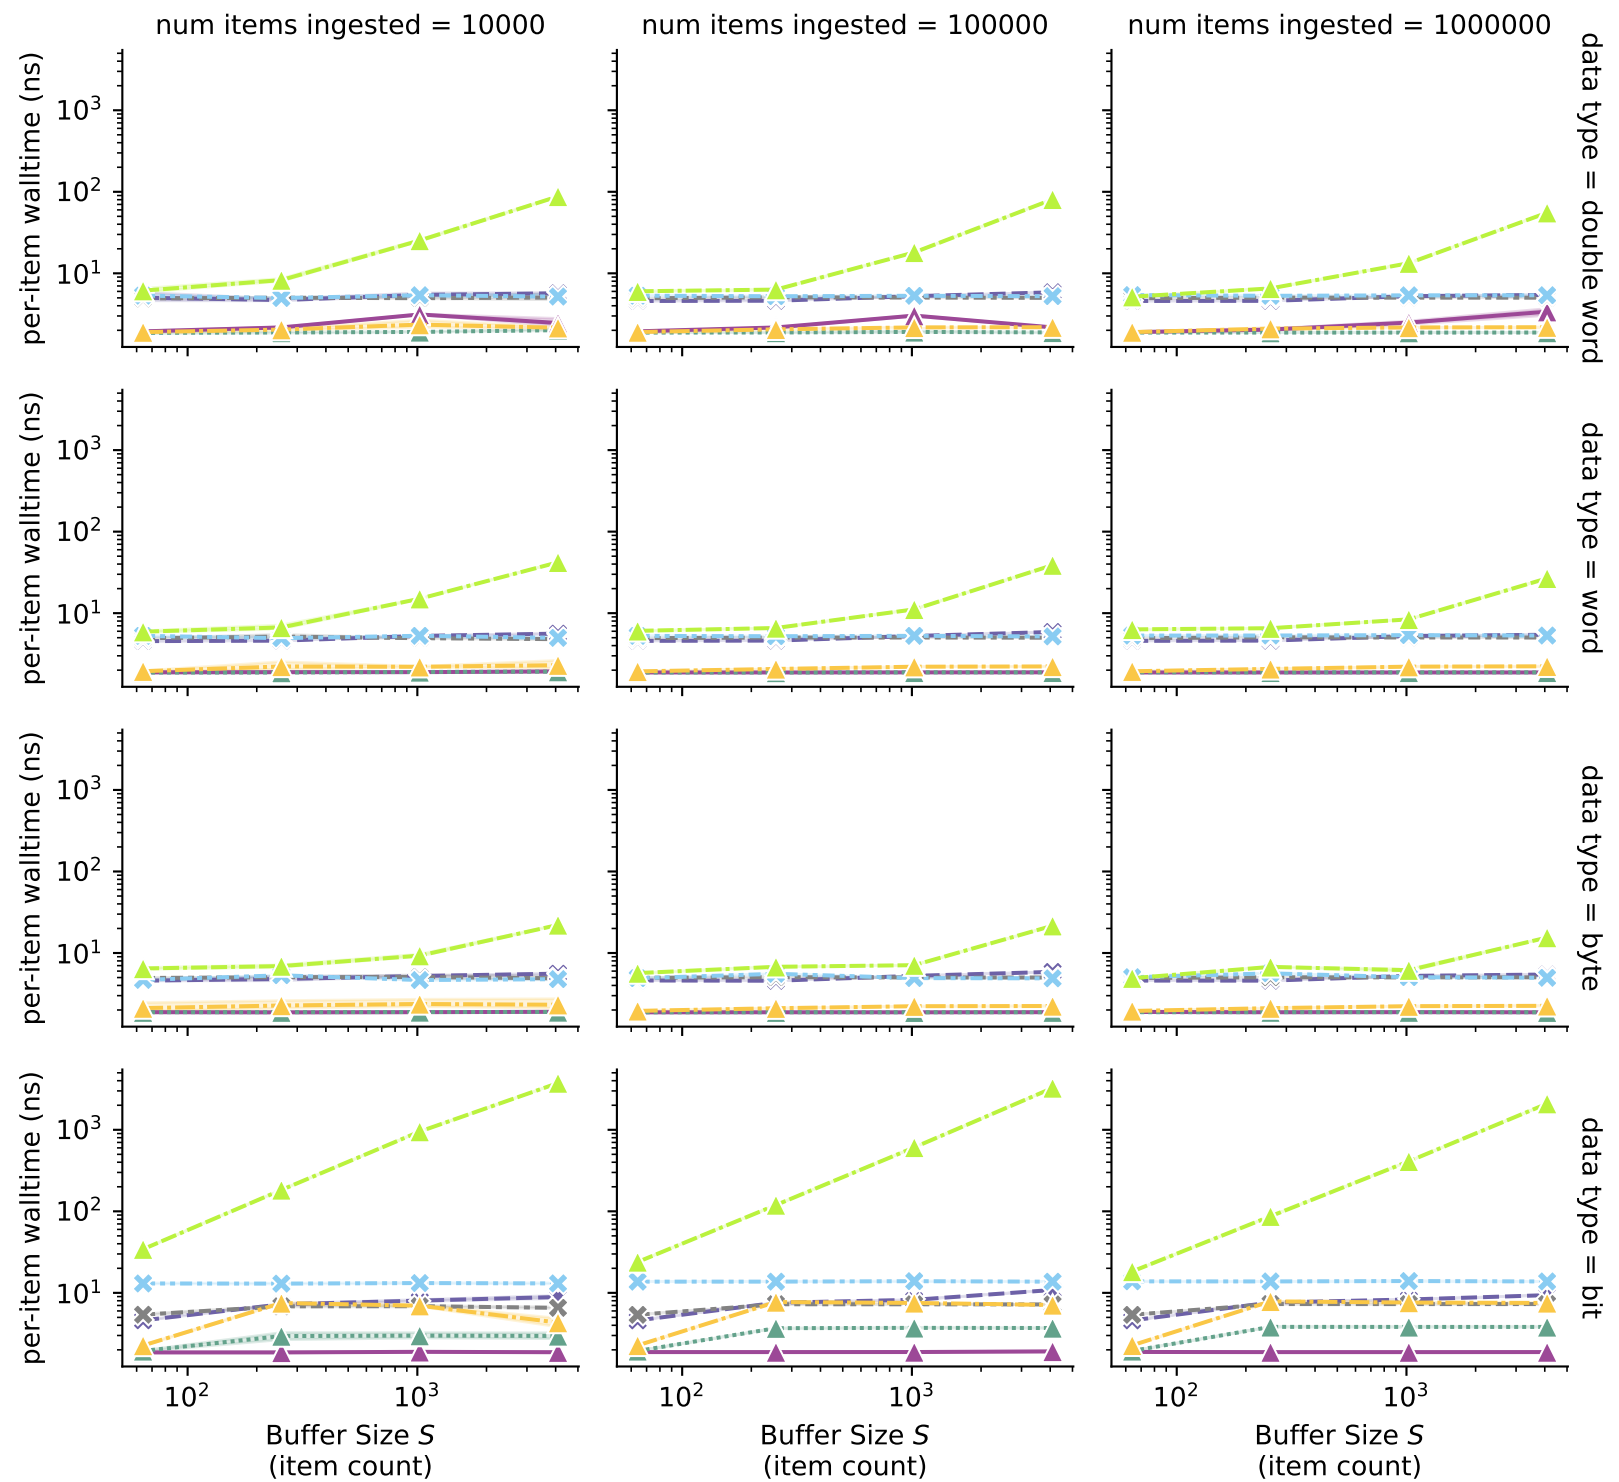 num items ingested = 10000
num items ingested = 100000
num items ingested = 1000000
per-item walltime (ns)
10³
10²
10¹
data type = double word
per-item walltime (ns)
10³
10²
10¹
data type = word
per-item walltime (ns)
10³
10²
10¹
data type = byte
per-item walltime (ns)
10³
10²
10¹
data type = bit
10² 10³
10² 10³
10² 10³
Buffer Size S
(item count)
Buffer Size S
(item count)
Buffer Size S
(item count)